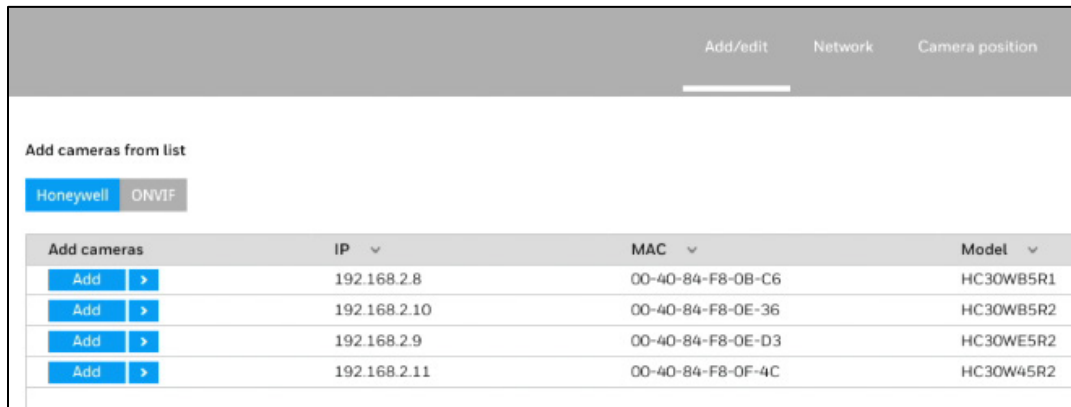 Add/edit Network Camera position
Add cameras from list
Honeywell ONVIF
Add cameras IP MAC Model
Add > 192.168.2.8 00-40-84-F8-0B-C6 HC30WB5R1
Add > 192.168.2.10 00-40-84-F8-0E-36 HC30WB5R2
Add > 192.168.2.9 00-40-84-F8-0E-D3 HC30WE5R2
Add > 192.168.2.11 00-40-84-F8-0F-4C HC30W45R2